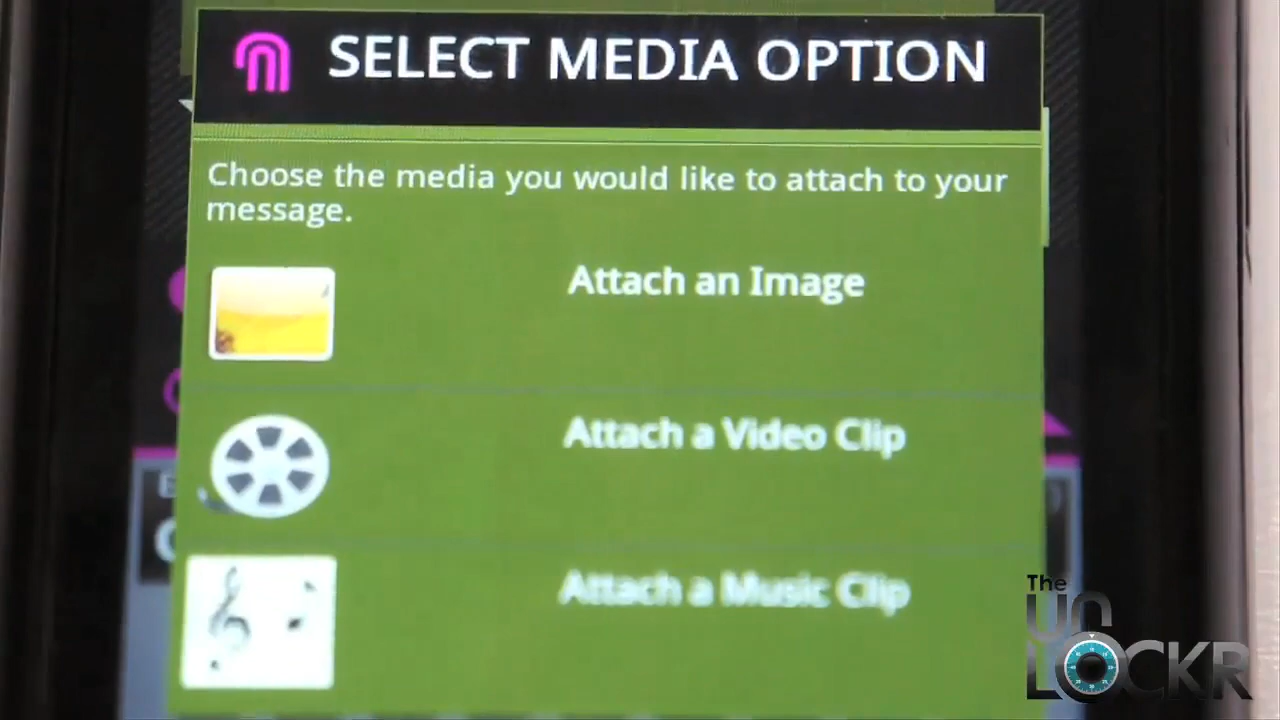 SELECT MEDIA OPTION
Choose the media you would like to attach to your
message.
Attach an Image
Attach a Video Clip
Attach a Music Clip
The
UNLOCKR